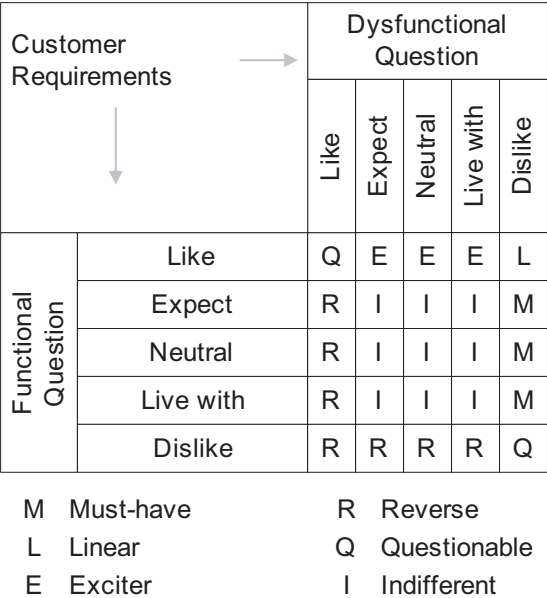 Customer
Requirements
Dysfunctional
Question
Like
Expect
Neutral
Live with
Dislike
Functional
Question
Like Q E E E L
Expect R I I I M
Neutral R I I I M
Live with R I I I M
Dislike R R R R Q
M Must-have R Reverse
L Linear Q Questionable
E Exciter I Indifferent